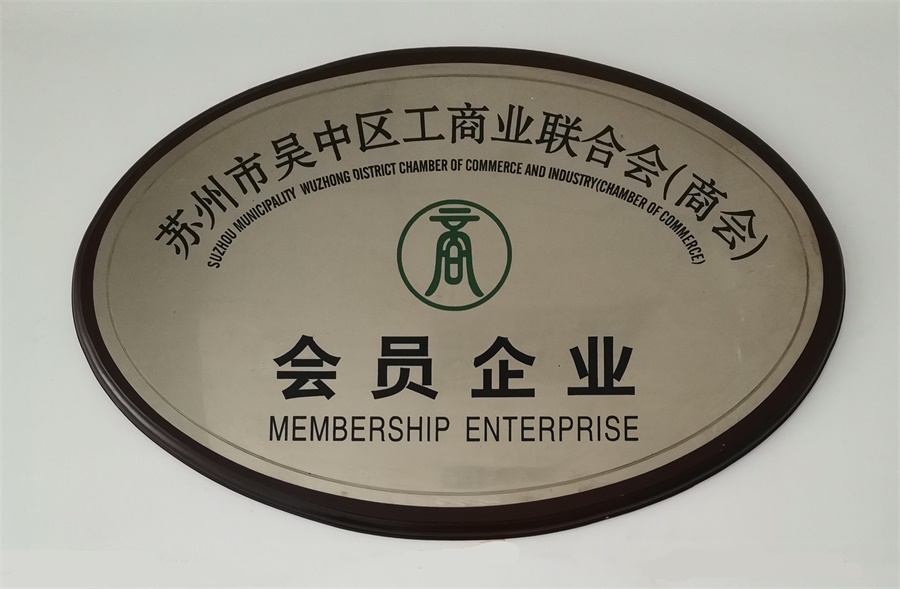 苏州市吴中区工商业联合会(商会)
SUZHOU MUNICIPALITY WUZHONG DISTRICT CHAMBER OF COMMERCE AND INDUSTRY(CHAMBER OF COMMERCE)
商
会员企业
MEMBERSHIP ENTERPRISE